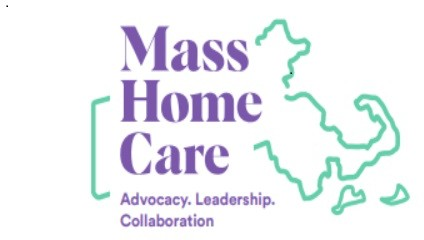 Mass
Home
Care
Advocacy. Leadership.
Collaboration